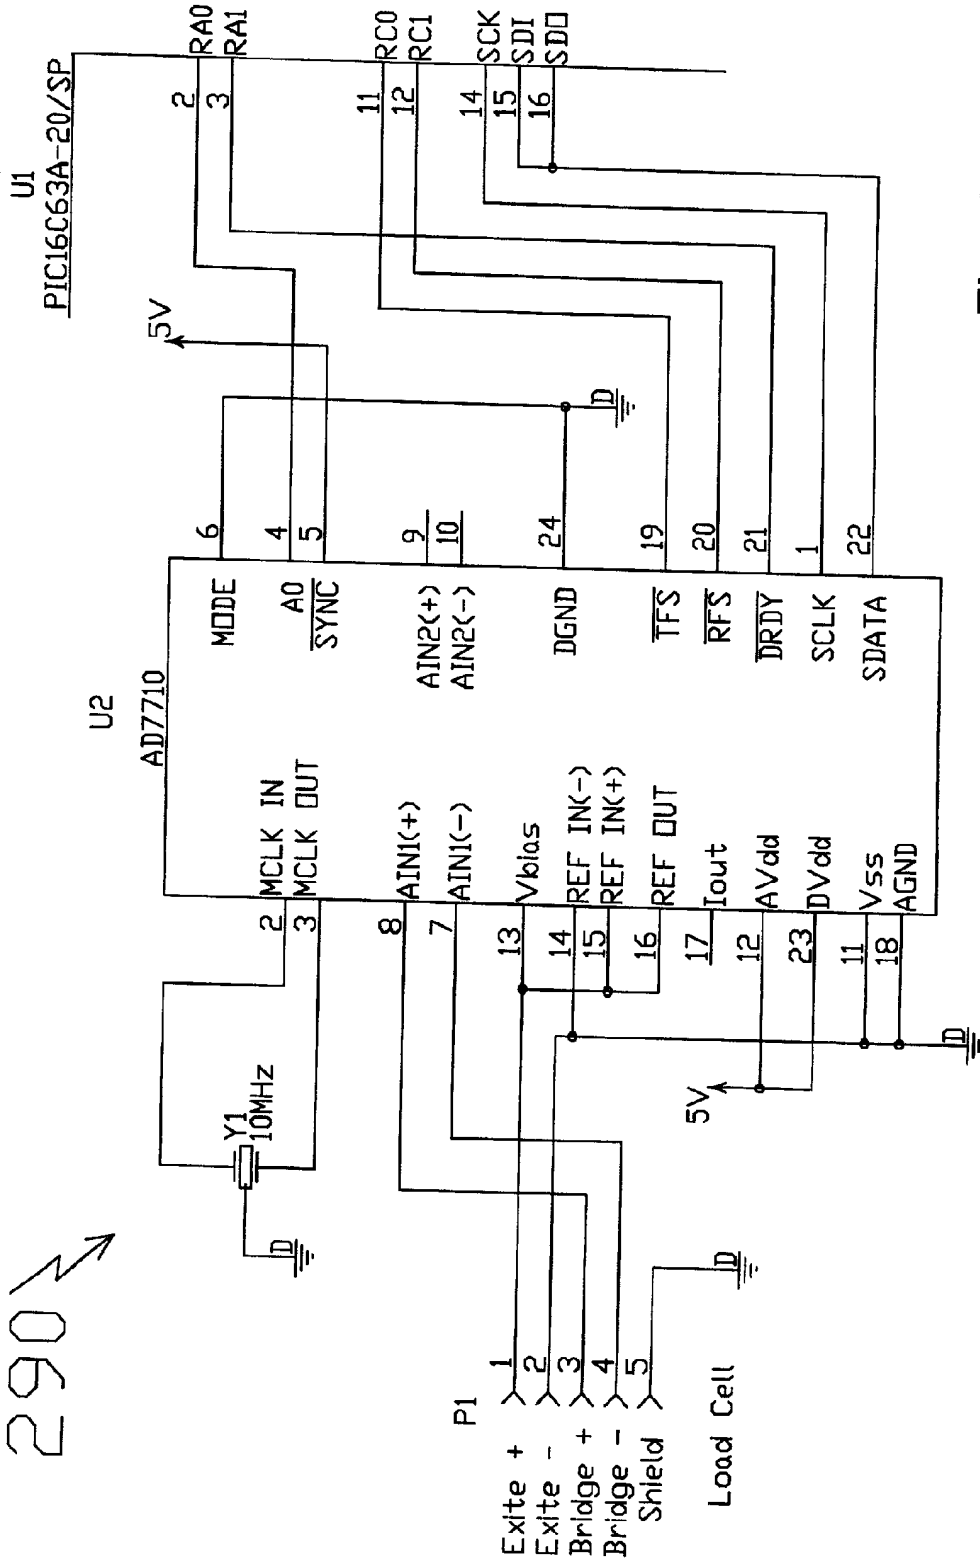 290
U1
PIC16C63A-20/SP
2 RA0
3 RA1
11 RC0
12 RC1
14 SCK
15 SDI
16 SDO
5V
D
U2
AD7710
MODE 6
A0 4
SYNC 5
AIN2(+) 9
AIN2(-) 10
DGND 24
TFS 19
RFS 20
DRDY 21
SCLK 1
SDATA 22
2 MCLK IN
3 MCLK OUT
8 AIN1(+)
7 AIN1(-)
13 Vbias
14 REF IN(-)
15 REF IN(+)
16 REF OUT
17 Iout
12 AVdd
23 DVdd
11 Vss
18 AGND
Y1
10MHz
D
5V
D
P1
Exite + 1
Exite - 2
Bridge + 3
Bridge - 4
Shield 5
D
Load Cell